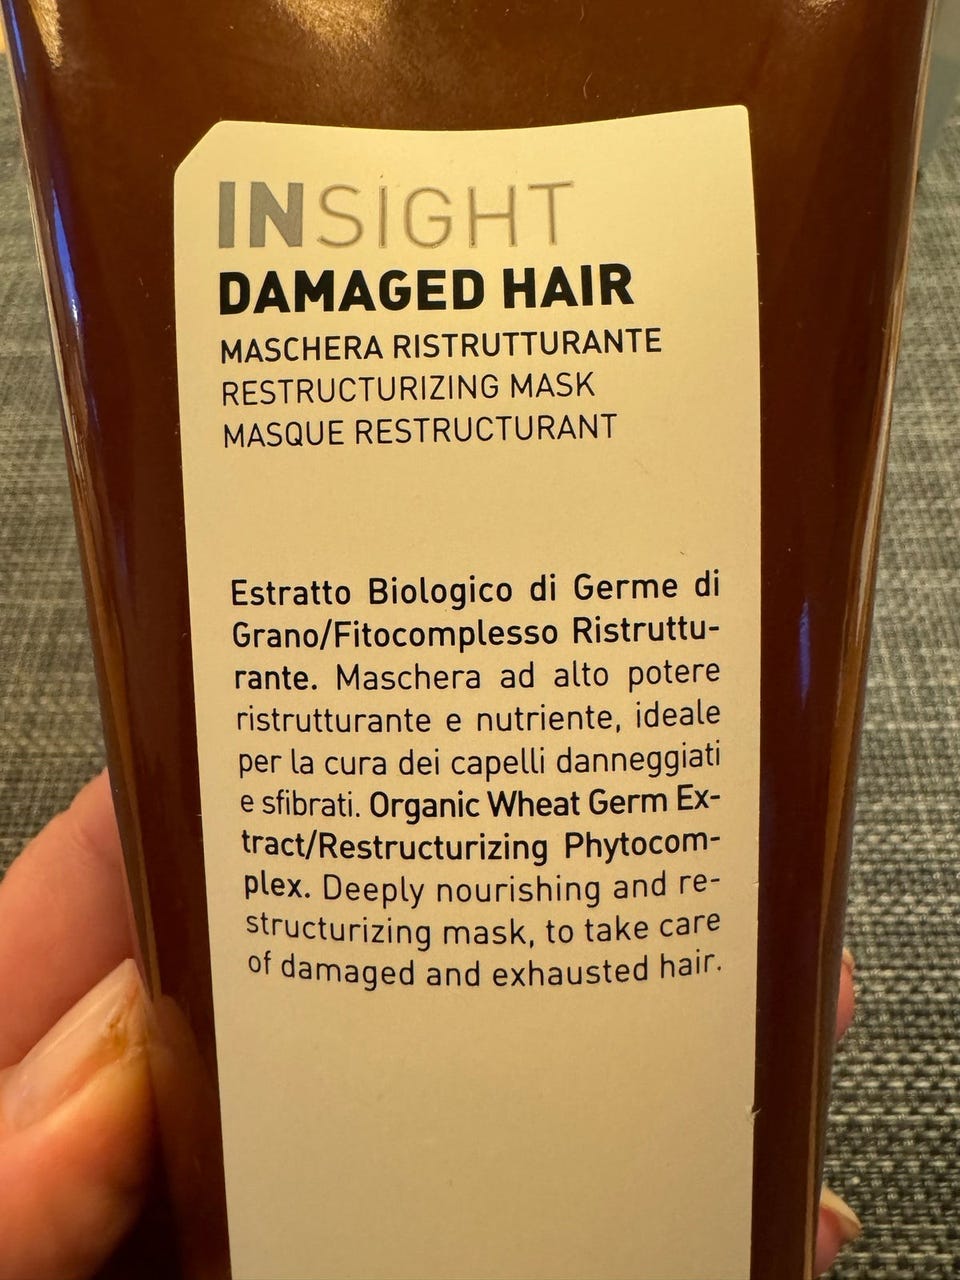 INSIGHT
DAMAGED HAIR
MASCHERA RISTRUTTURANTE
RESTRUCTURIZING MASK
MASQUE RESTRUCTURANT
Estratto Biologico di Germe di
Grano/Fitocomplesso Ristruttu-
rante. Maschera ad alto potere
ristrutturante e nutriente, ideale
per la cura dei capelli danneggiati
e sfibrati. Organic Wheat Germ Ex-
tract/Restructurizing Phytocom-
plex. Deeply nourishing and re-
structurizing mask, to take care
of damaged and exhausted hair.